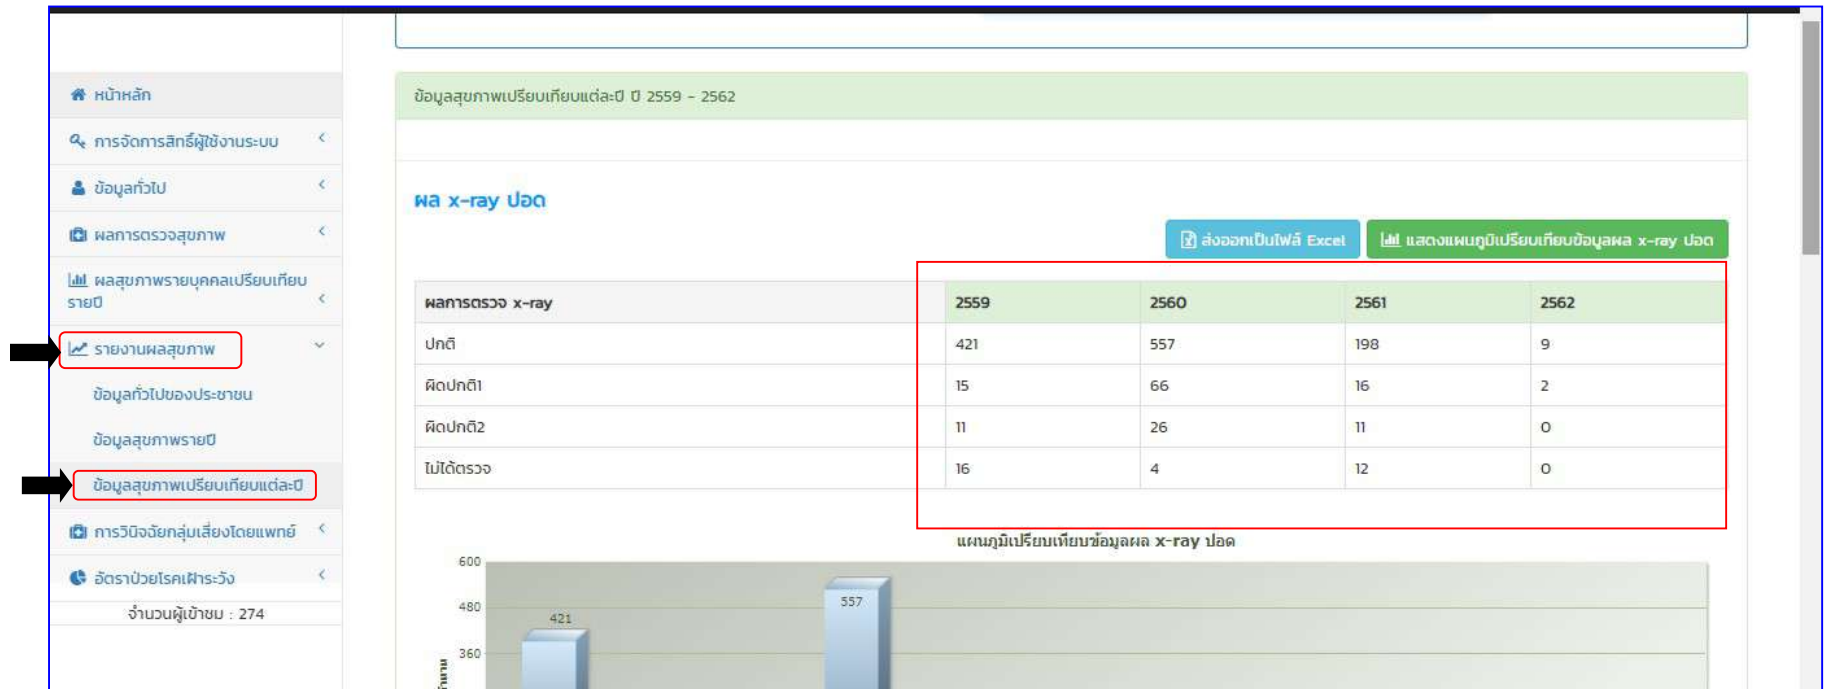 หน้าหลัก
การจัดการสิทธิ์ผู้ใช้งานระบบ
ข้อมูลทั่วไป
ผลการตรวจสุขภาพ
ผลสุขภาพรายบุคคลเปรียบเทียบ
รายปี
รายงานผลสุขภาพ
ข้อมูลทั่วไปของประชาชน
ข้อมูลสุขภาพรายปี
ข้อมูลสุขภาพเปรียบเทียบแต่ละปี
การวินิจฉัยกลุ่มเสี่ยงโดยแพทย์
อัตราป่วยโรคเฝ้าระวัง
จำนวนผู้เข้าชม : 274
ข้อมูลสุขภาพเปรียบเทียบแต่ละปี ปี 2559 - 2562
ผล x-ray ปอด
ส่งออกเป็นไฟล์ Excel
แสดงแผนภูมิเปรียบเทียบข้อมูลผล x-ray ปอด
ผลการตรวจ x-ray 2559 2560 2561 2562
ปกติ 421 557 198 9
ผิดปกติ1 15 66 16 2
ผิดปกติ2 11 26 11 0
ไม่ได้ตรวจ 16 4 12 0
แผนภูมิเปรียบเทียบข้อมูลผล x-ray ปอด
600
480
360
421
557